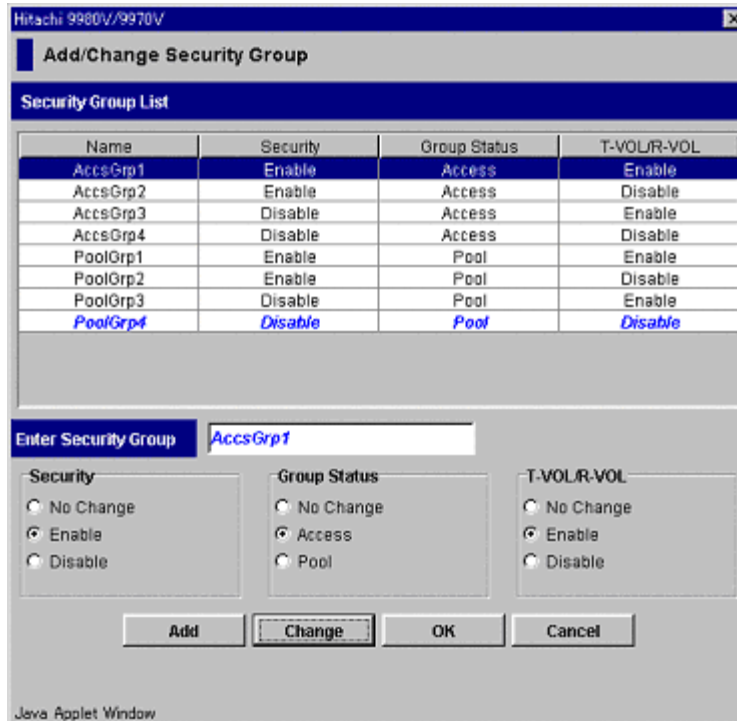 Hitachi 9980V/9970V
Add/Change Security Group
Security Group List
Name Security Group Status T-VOL/R-VOL
AccsGrp1 Enable Access Enable
AccsGrp2 Enable Access Disable
AccsGrp3 Disable Access Enable
AccsGrp4 Disable Access Disable
PoolGrp1 Enable Pool Enable
PoolGrp2 Enable Pool Disable
PoolGrp3 Disable Pool Enable
PoolGrp4 Disable Pool Disable
Enter Security Group AccsGrp1
Security Group Status T-VOL/R-VOL
No Change No Change No Change
Enable Access Enable
Disable Pool Disable
Add Change OK Cancel
Java Applet Window